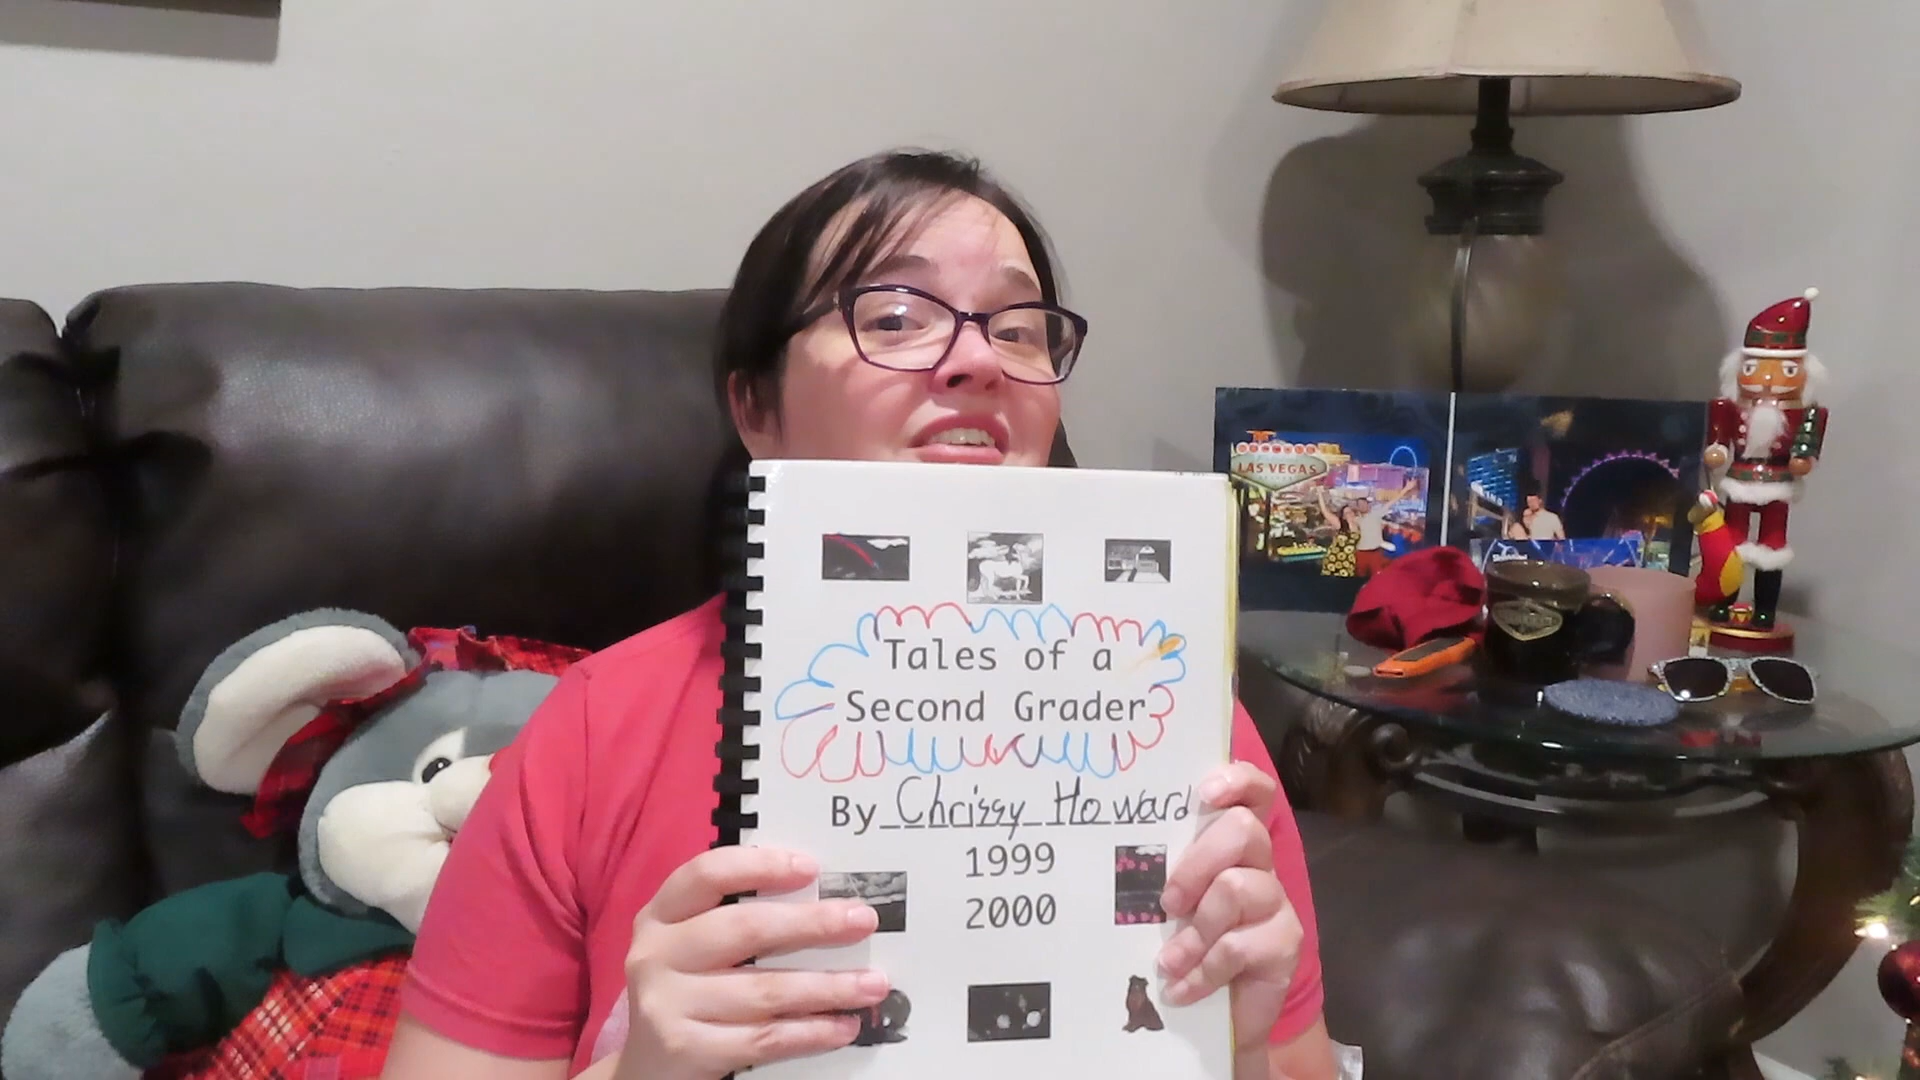 Tales of a
Second Grader
By Chrissy Howard
1999
2000
LAS VEGAS